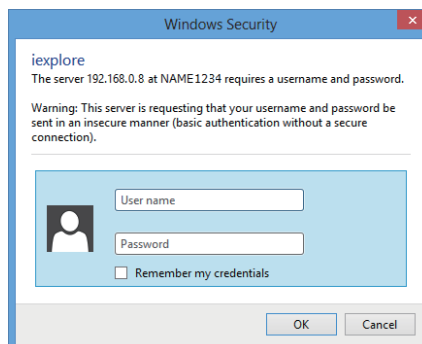 Windows Security
iexplore
The server 192.168.0.8 at NAME1234 requires a username and password.
Warning: This server is requesting that your username and password be
sent in an insecure manner (basic authentication without a secure
connection).
User name
Password
Remember my credentials
OK Cancel